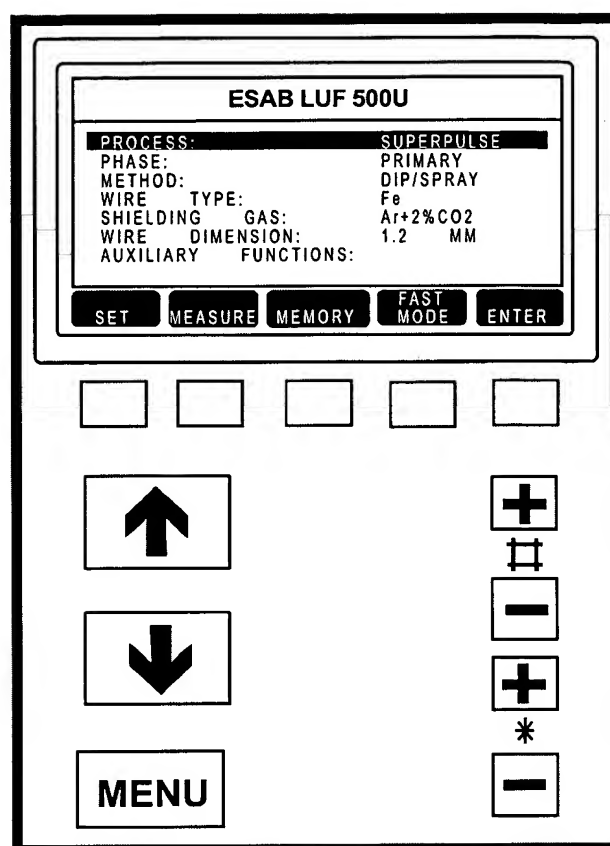 ESAB LUF 500U
PROCESS: SUPERPULSE
PHASE: PRIMARY
METHOD: DIP/SPRAY
WIRE TYPE: Fe
SHIELDING GAS: Ar+2%CO2
WIRE DIMENSION: 1.2 MM
AUXILIARY FUNCTIONS:
SET MEASURE MEMORY FAST MODE ENTER
+
#
-
+
*
-
MENU